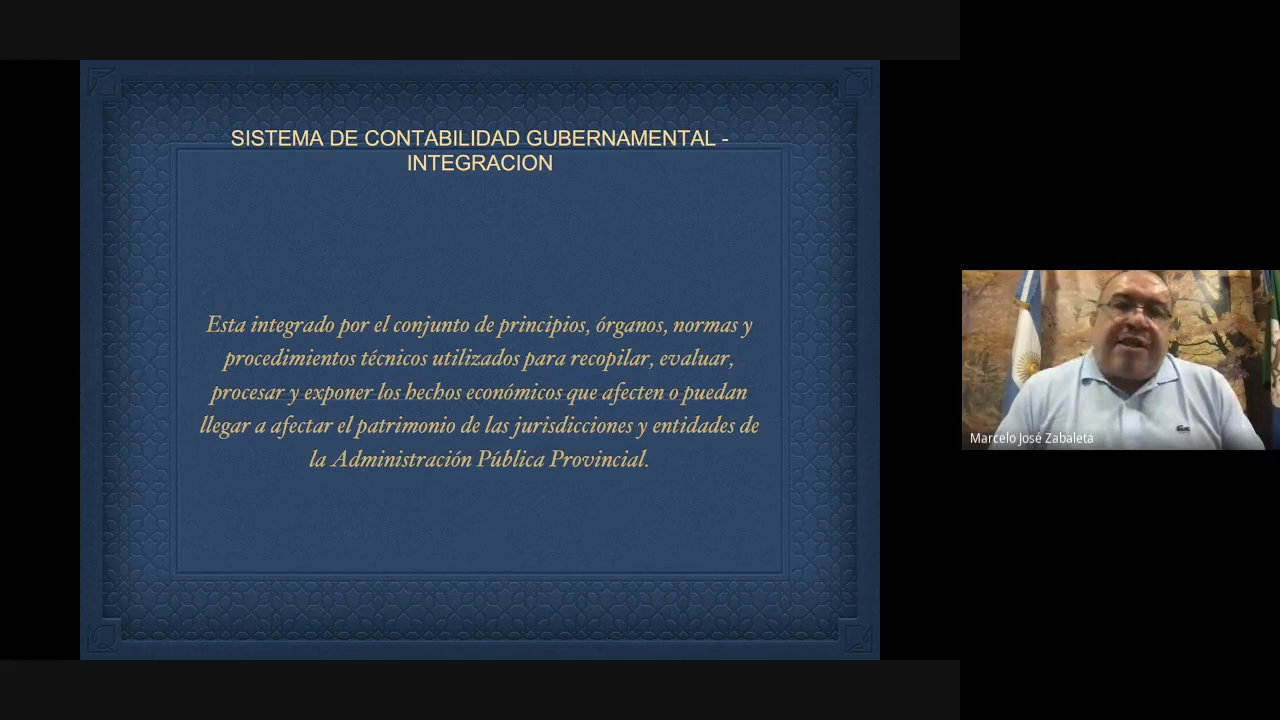 SISTEMA DE CONTABILIDAD GUBERNAMENTAL -
INTEGRACION
Esta integrado por el conjunto de principios, órganos, normas y
procedimientos técnicos utilizados para recopilar, evaluar,
procesar y exponer los hechos económicos que afecten o puedan
llegar a afectar el patrimonio de las jurisdicciones y entidades de
la Administración Pública Provincial.
Marcelo José Zabaleta